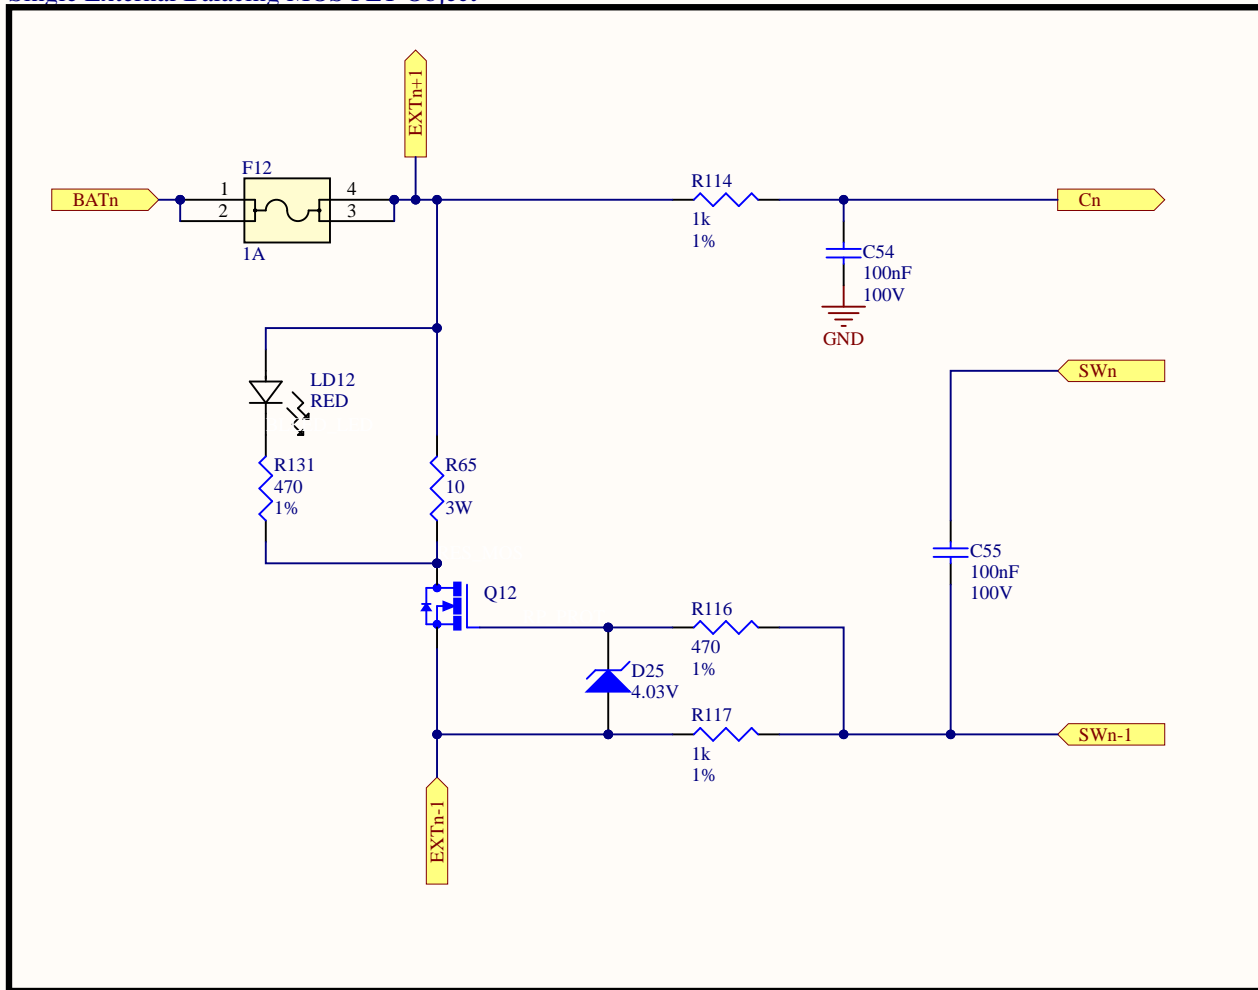 EXTn+1
F12
BATn
1
2
4
3
1A
R114
1k
1%
Cn
C54
100nF
100V
GND
SWn
LD12
RED
R131
470
1%
R65
10
3W
C55
100nF
100V
Q12
R116
470
1%
D25
4.03V
R117
1k
1%
SWn-1
EXTn-1